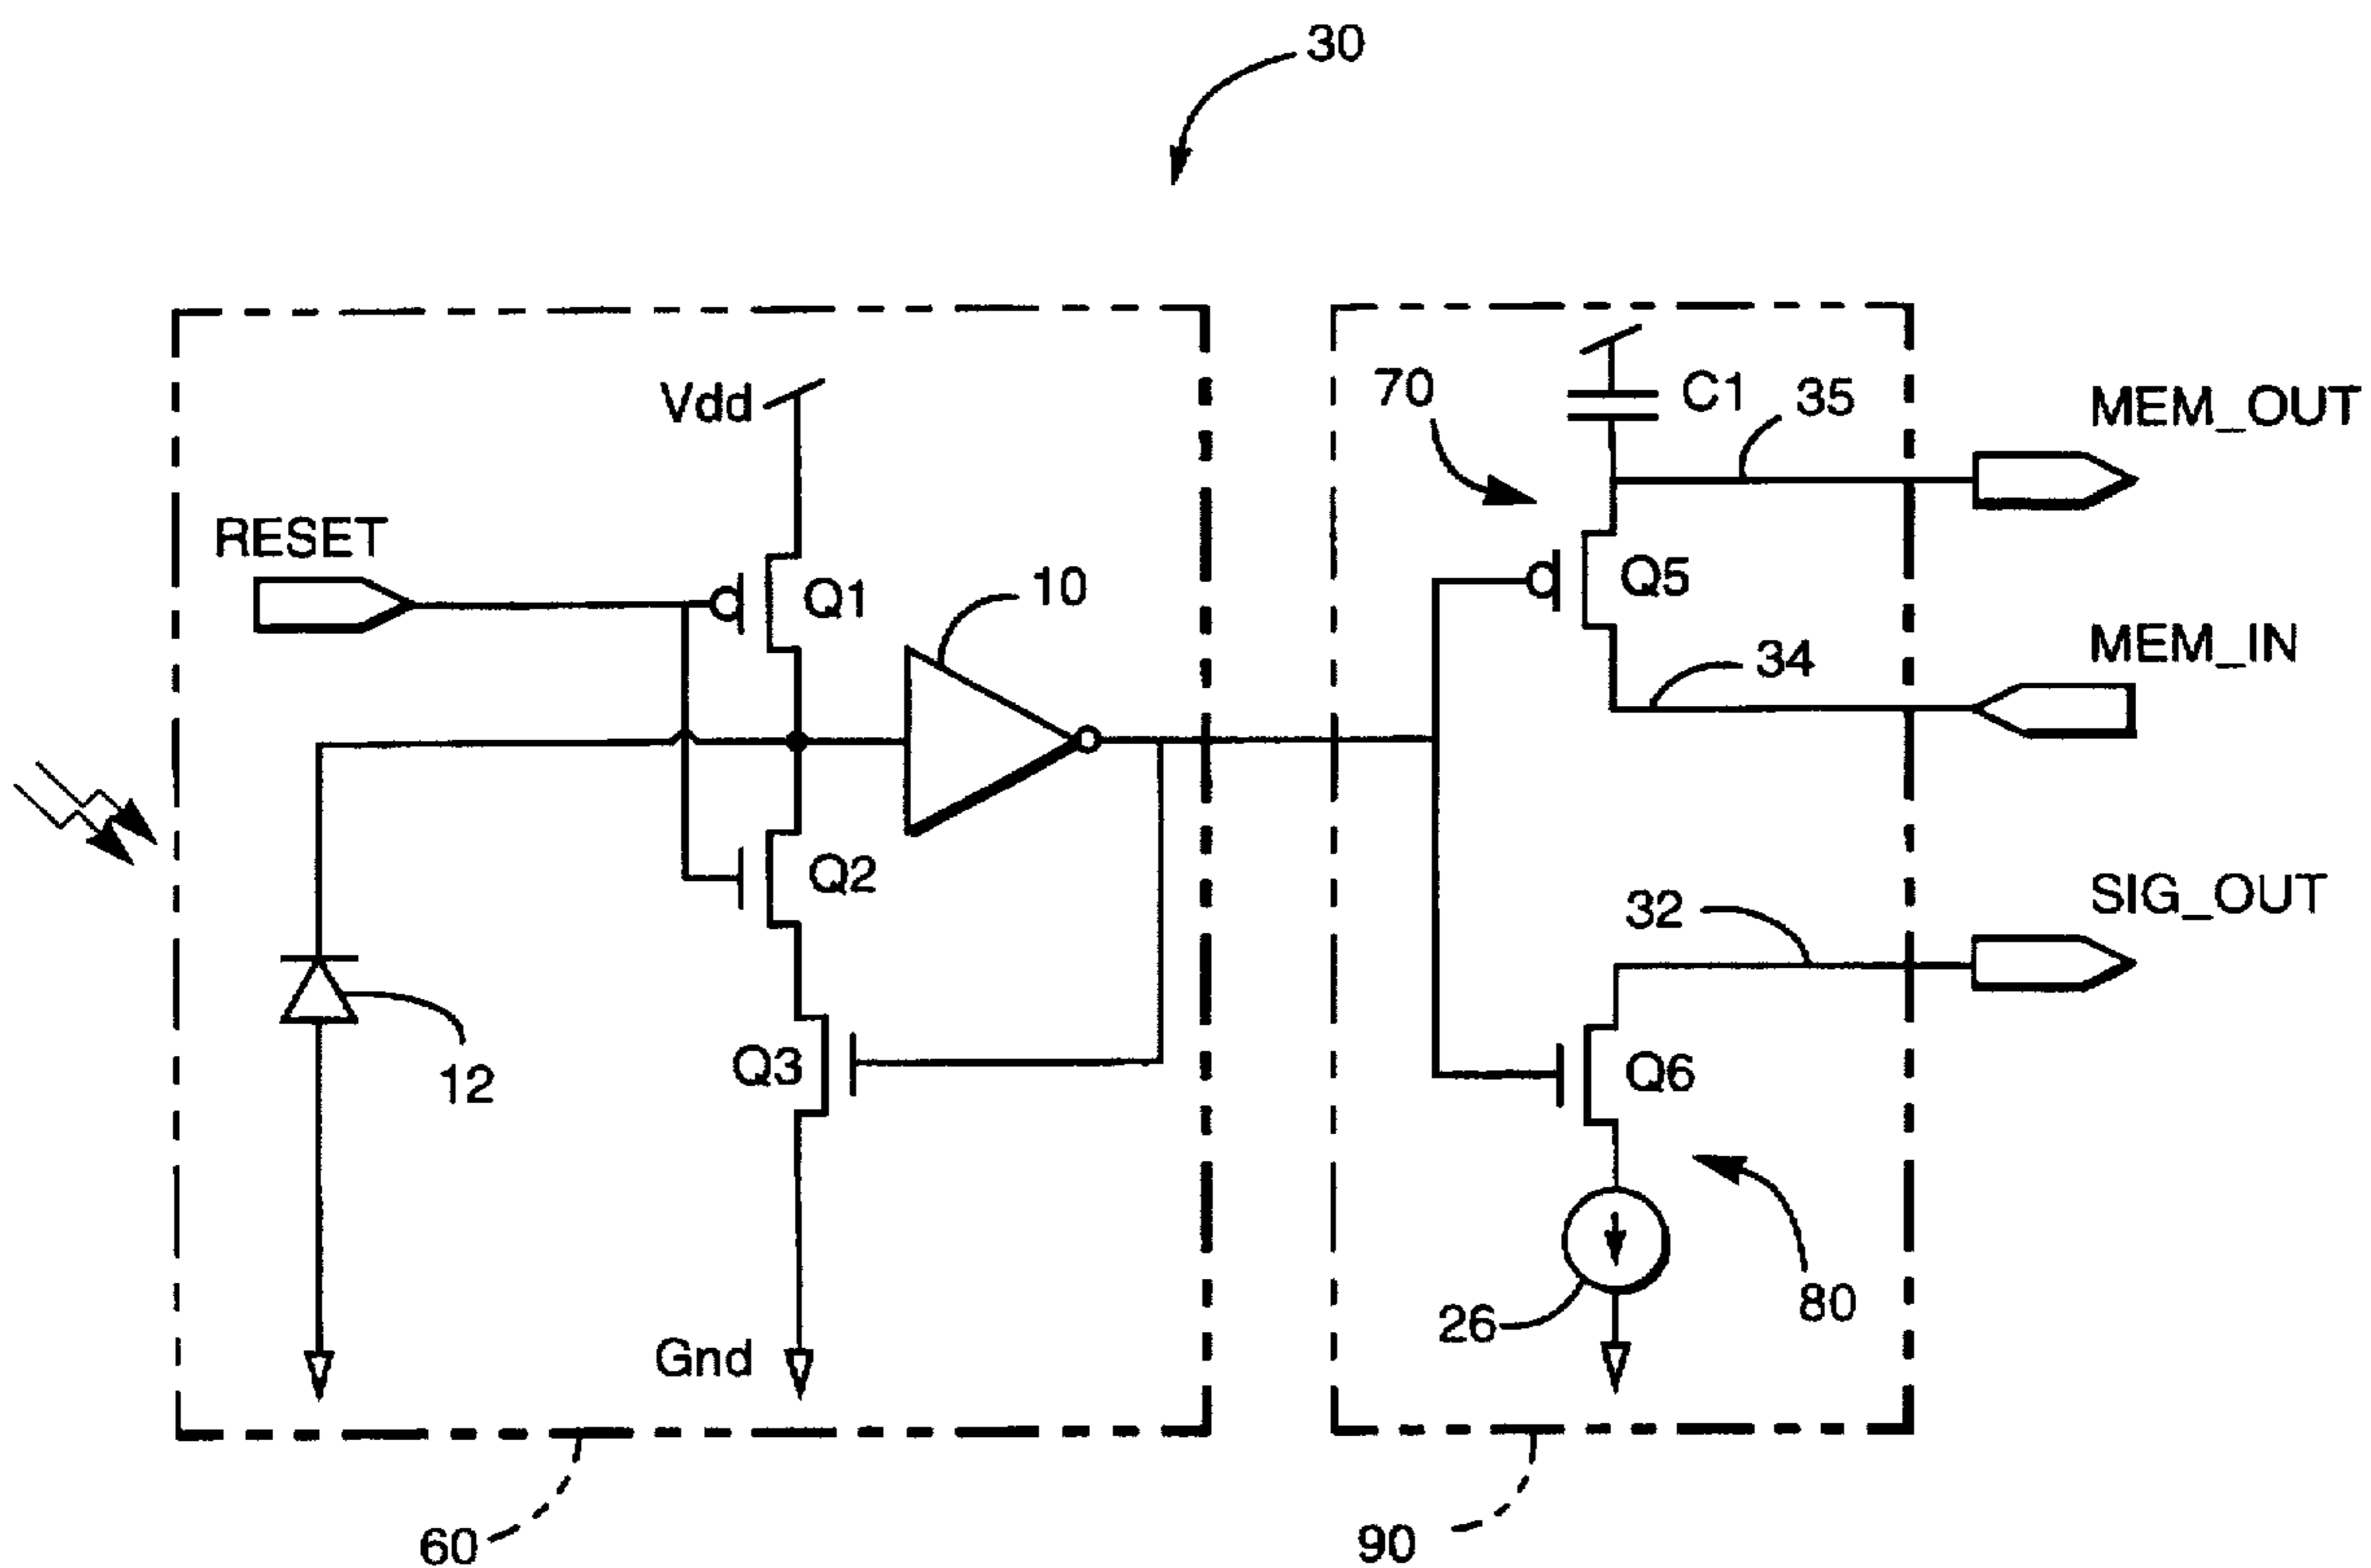 30
Vdd
70
C1
35
MEM_OUT
RESET
Q1
10
Q5
34
MEM_IN
Q2
32
SIG_OUT
12
Q3
Q6
26
80
Gnd
60
90